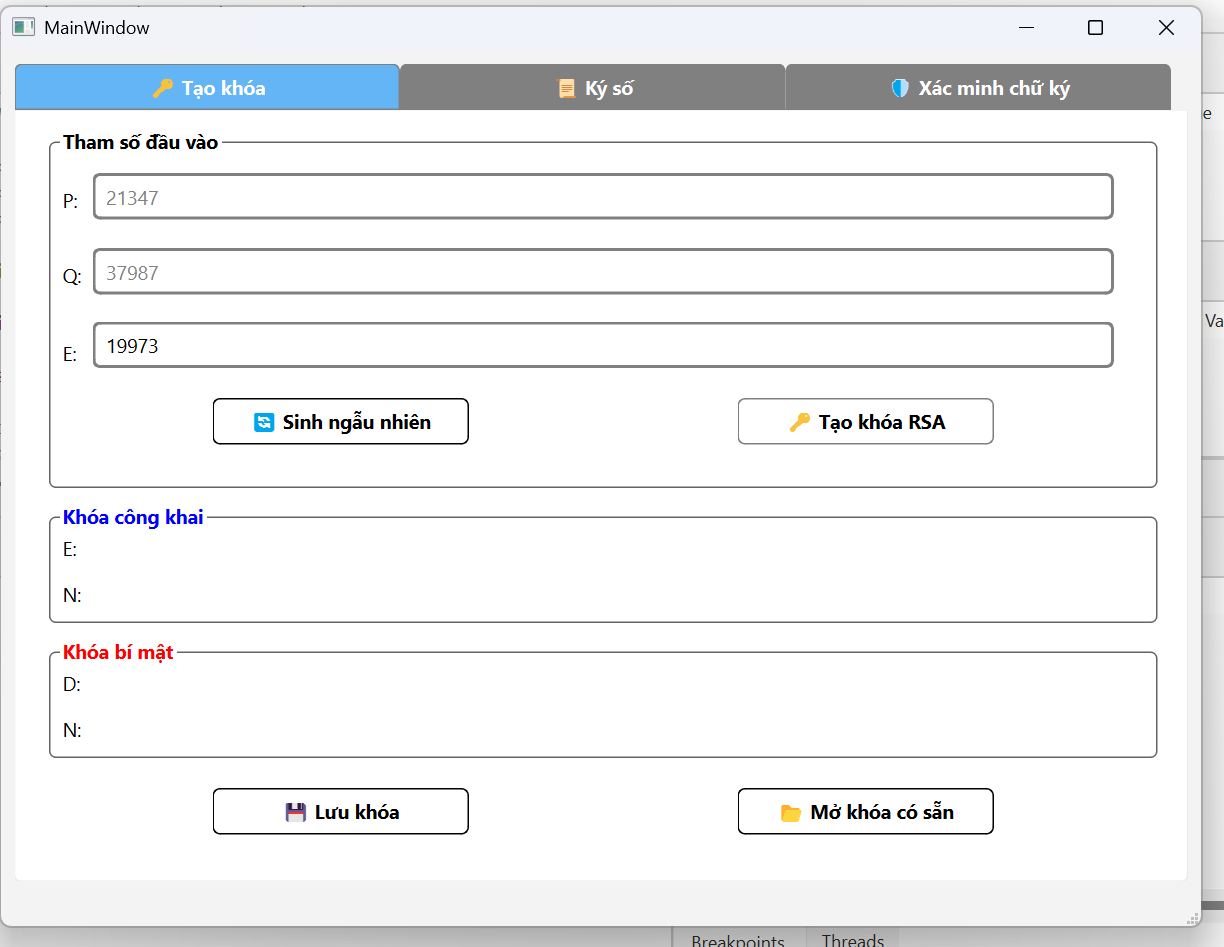 MainWindow
Tạo khóa
Ký số
Xác minh chữ ký
Tham số đầu vào
P: 21347
Q: 37987
E: 19973
Sinh ngẫu nhiên
Tạo khóa RSA
Khóa công khai
E:
N:
Khóa bí mật
D:
N:
Lưu khóa
Mở khóa có sẵn
e
Va
Breakpoints
Threads